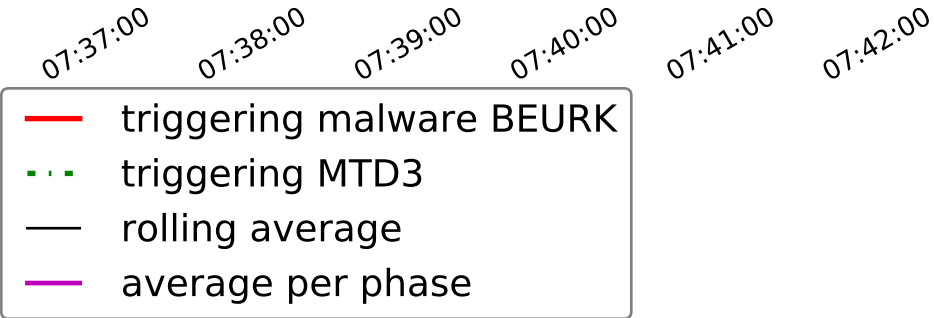 07:37:00 07:38:00 07:39:00 07:40:00 07:41:00 07:42:00
triggering malware BEURK
triggering MTD3
rolling average
average per phase